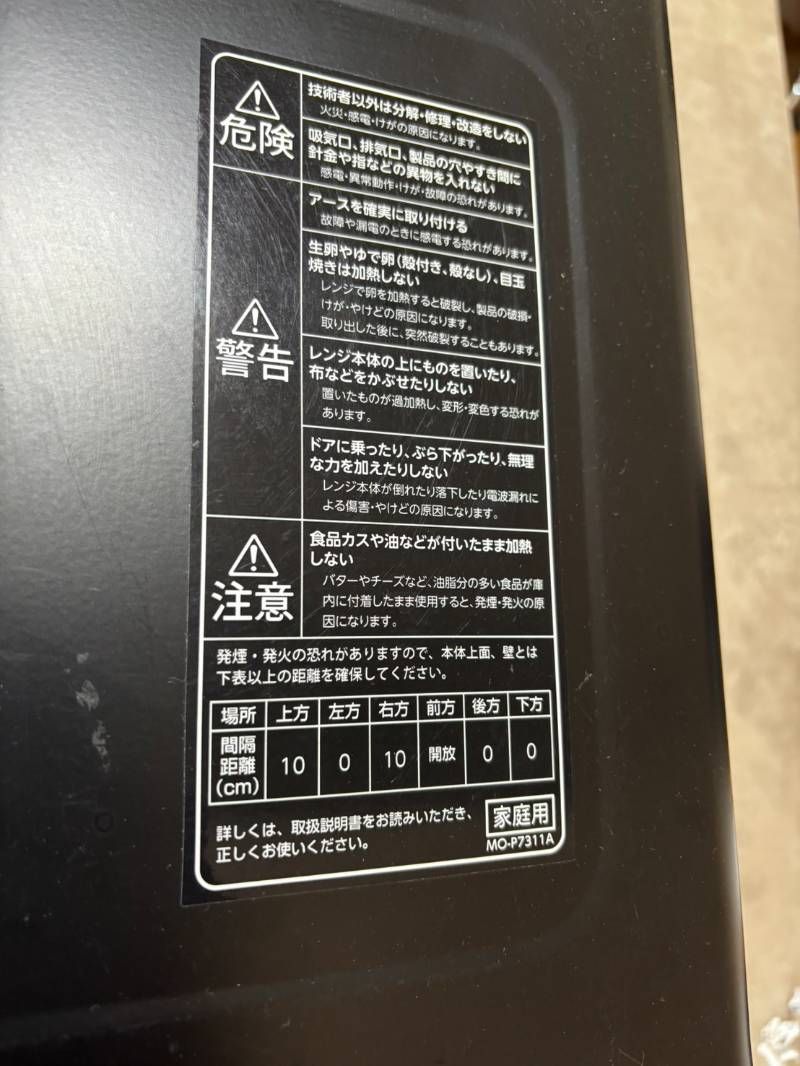 危険
技術者以外は分解・修理・改造をしない
火災・感電・けがの原因になります。
吸気口、排気口、製品の穴やすき間に
針金や指などの異物を入れない
感電・異常動作・けが・故障の恐れがあります。
警告
アースを確実に取り付ける
故障や漏電のときに感電する恐れがあります。
生卵やゆで卵(殻付き、殻なし)、目玉
焼きは加熱しない
レンジで卵を加熱すると破裂し、製品の破損・
けが・やけどの原因になります。
取り出した後に、突然破裂することもあります。
レンジ本体の上にものを置いたり、
布などをかぶせたりしない
置いたものが過加熱し、変形・変色する恐れが
あります。
ドアに乗ったり、ぶら下がったり、無理
な力を加えたりしない
レンジ本体が倒れたり落下したり電波漏れに
よる傷害・やけどの原因になります。
注意
食品カスや油などが付いたまま加熱
しない
バターやチーズなど、油脂分の多い食品が庫
内に付着したまま使用すると、発煙・発火の原
因になります。
発煙・発火の恐れがありますので、本体上面、壁とは
下表以上の距離を確保してください。
場所 上方 左方 右方 前方 後方 下方
間隔
距離
(cm) 10 0 10 開放 0 0
詳しくは、取扱説明書をお読みいただき、
正しくお使いください。
家庭用
MO-P7311A